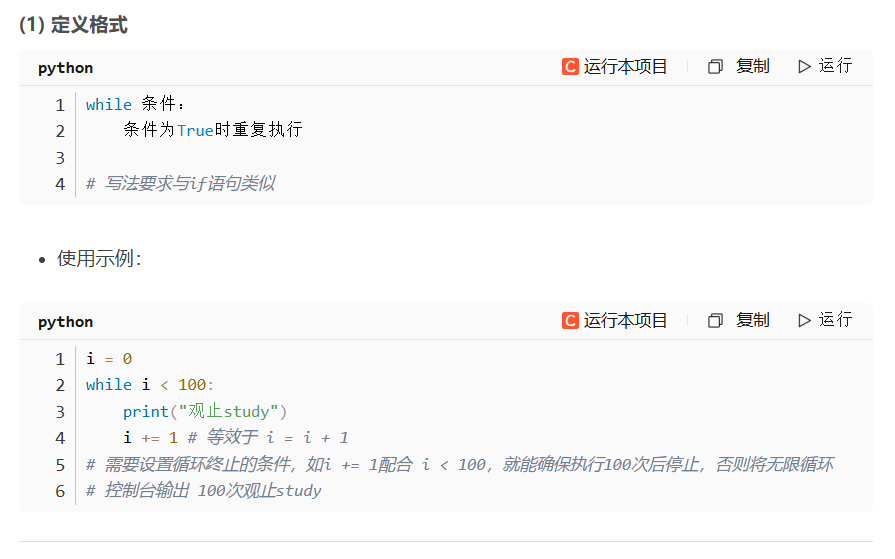 (1) 定义格式
python C 运行本项目 复制 运行
1 while 条件：
2 条件为True时重复执行
3
4 # 写法要求与if语句类似
• 使用示例：
python C 运行本项目 复制 运行
1 i = 0
2 while i < 100:
3 print("观止study")
4 i += 1 # 等效于 i = i + 1
5 # 需要设置循环终止的条件，如i += 1配合 i < 100，就能确保执行100次后停止，否则将无限循环
6 # 控制台输出 100次观止study